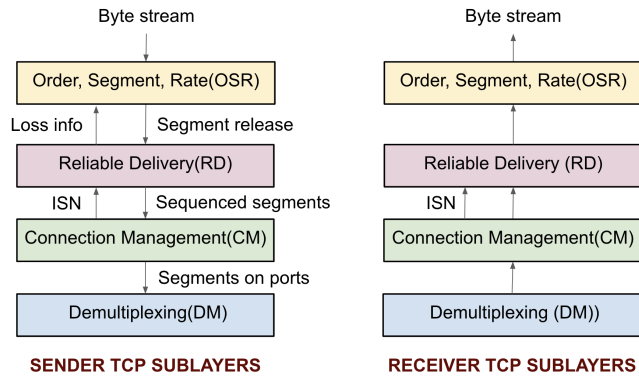 Byte stream
Order, Segment, Rate(OSR)
Loss info
Segment release
Reliable Delivery(RD)
ISN
Sequenced segments
Connection Management(CM)
Segments on ports
Demultiplexing(DM)
SENDER TCP SUBLAYERS
Byte stream
Order, Segment, Rate(OSR)
Reliable Delivery (RD)
ISN
Connection Management(CM)
Demultiplexing (DM))
RECEIVER TCP SUBLAYERS